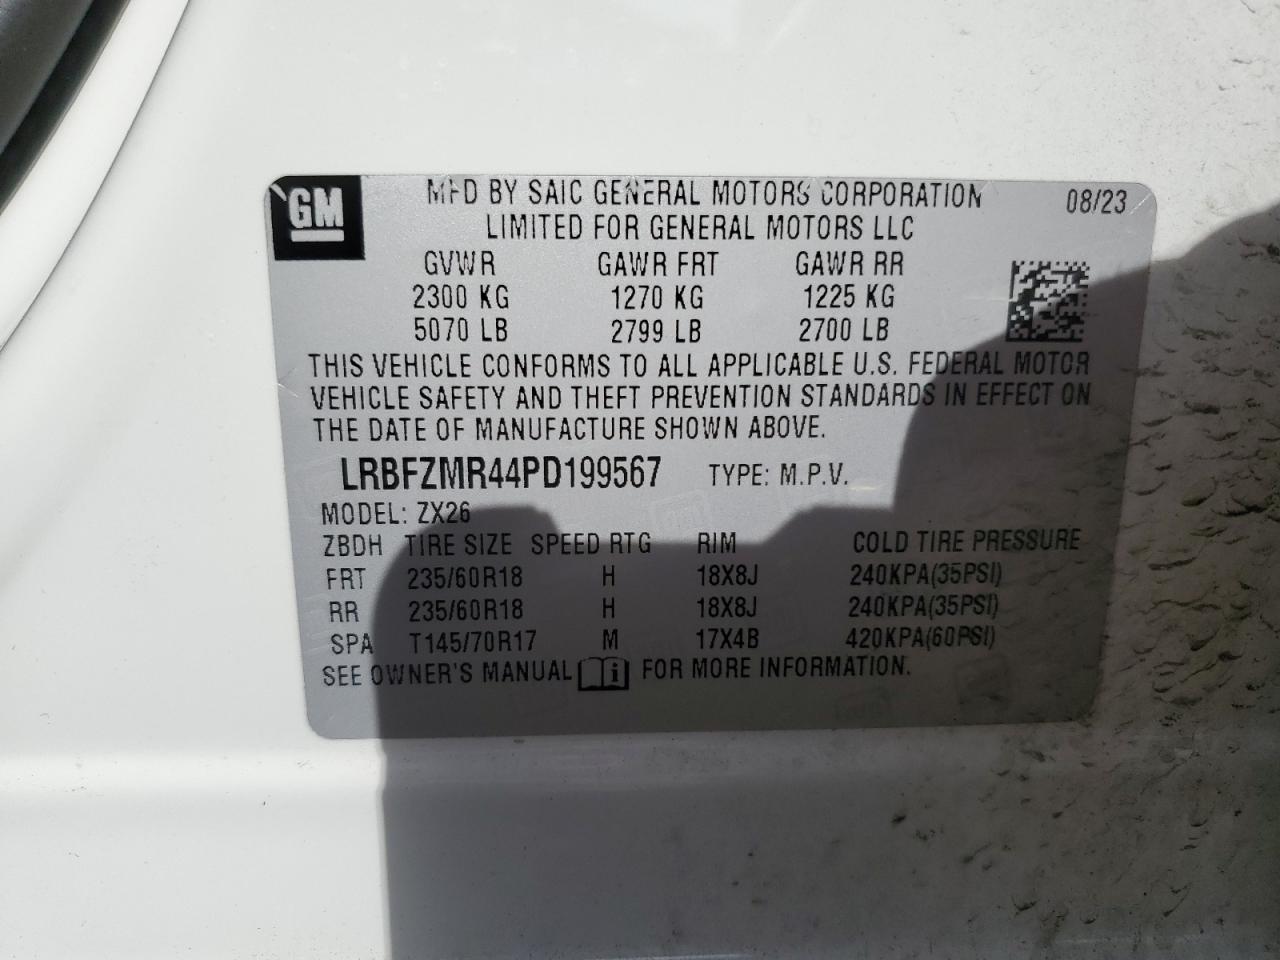 GM
MFD BY SAIC GENERAL MOTORS CORPORATION 08/23
LIMITED FOR GENERAL MOTORS LLC
GVWR GAWR FRT GAWR RR
2300 KG 1270 KG 1225 KG
5070 LB 2799 LB 2700 LB
THIS VEHICLE CONFORMS TO ALL APPLICABLE U.S. FEDERAL MOTOR
VEHICLE SAFETY AND THEFT PREVENTION STANDARDS IN EFFECT ON
THE DATE OF MANUFACTURE SHOWN ABOVE.
LRBFZMR44PD199567 TYPE: M.P.V.
MODEL: ZX26
ZBDH TIRE SIZE SPEED RTG RIM COLD TIRE PRESSURE
FRT 235/60R18 H 18X8J 240KPA(35PSI)
RR 235/60R18 H 18X8J 240KPA(35PSI)
SPA T145/70R17 M 17X4B 420KPA(60PSI)
SEE OWNER'S MANUAL i FOR MORE INFORMATION.